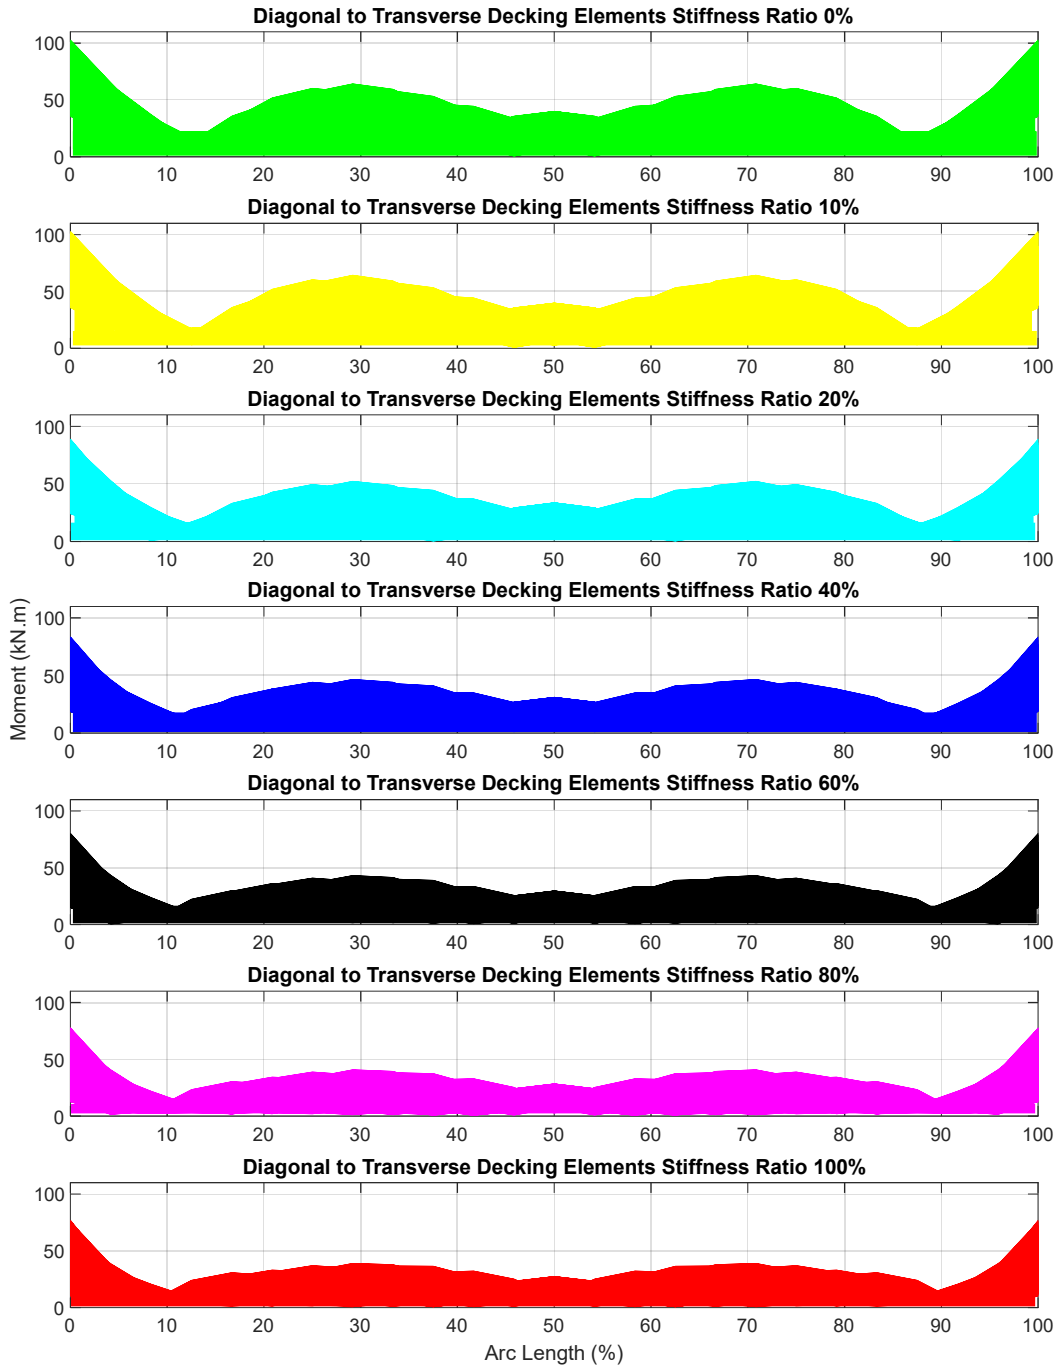 Diagonal to Transverse Decking Elements Stiffness Ratio 0%
100
50
0
0 10 20 30 40 50 60 70 80 90 100
Diagonal to Transverse Decking Elements Stiffness Ratio 10%
100
50
0
0 10 20 30 40 50 60 70 80 90 100
Diagonal to Transverse Decking Elements Stiffness Ratio 20%
100
50
0
0 10 20 30 40 50 60 70 80 90 100
Diagonal to Transverse Decking Elements Stiffness Ratio 40%
100
50
0
0 10 20 30 40 50 60 70 80 90 100
Moment (kN.m)
Diagonal to Transverse Decking Elements Stiffness Ratio 60%
100
50
0
0 10 20 30 40 50 60 70 80 90 100
Diagonal to Transverse Decking Elements Stiffness Ratio 80%
100
50
0
0 10 20 30 40 50 60 70 80 90 100
Diagonal to Transverse Decking Elements Stiffness Ratio 100%
100
50
0
0 10 20 30 40 50 60 70 80 90 100
Arc Length (%)